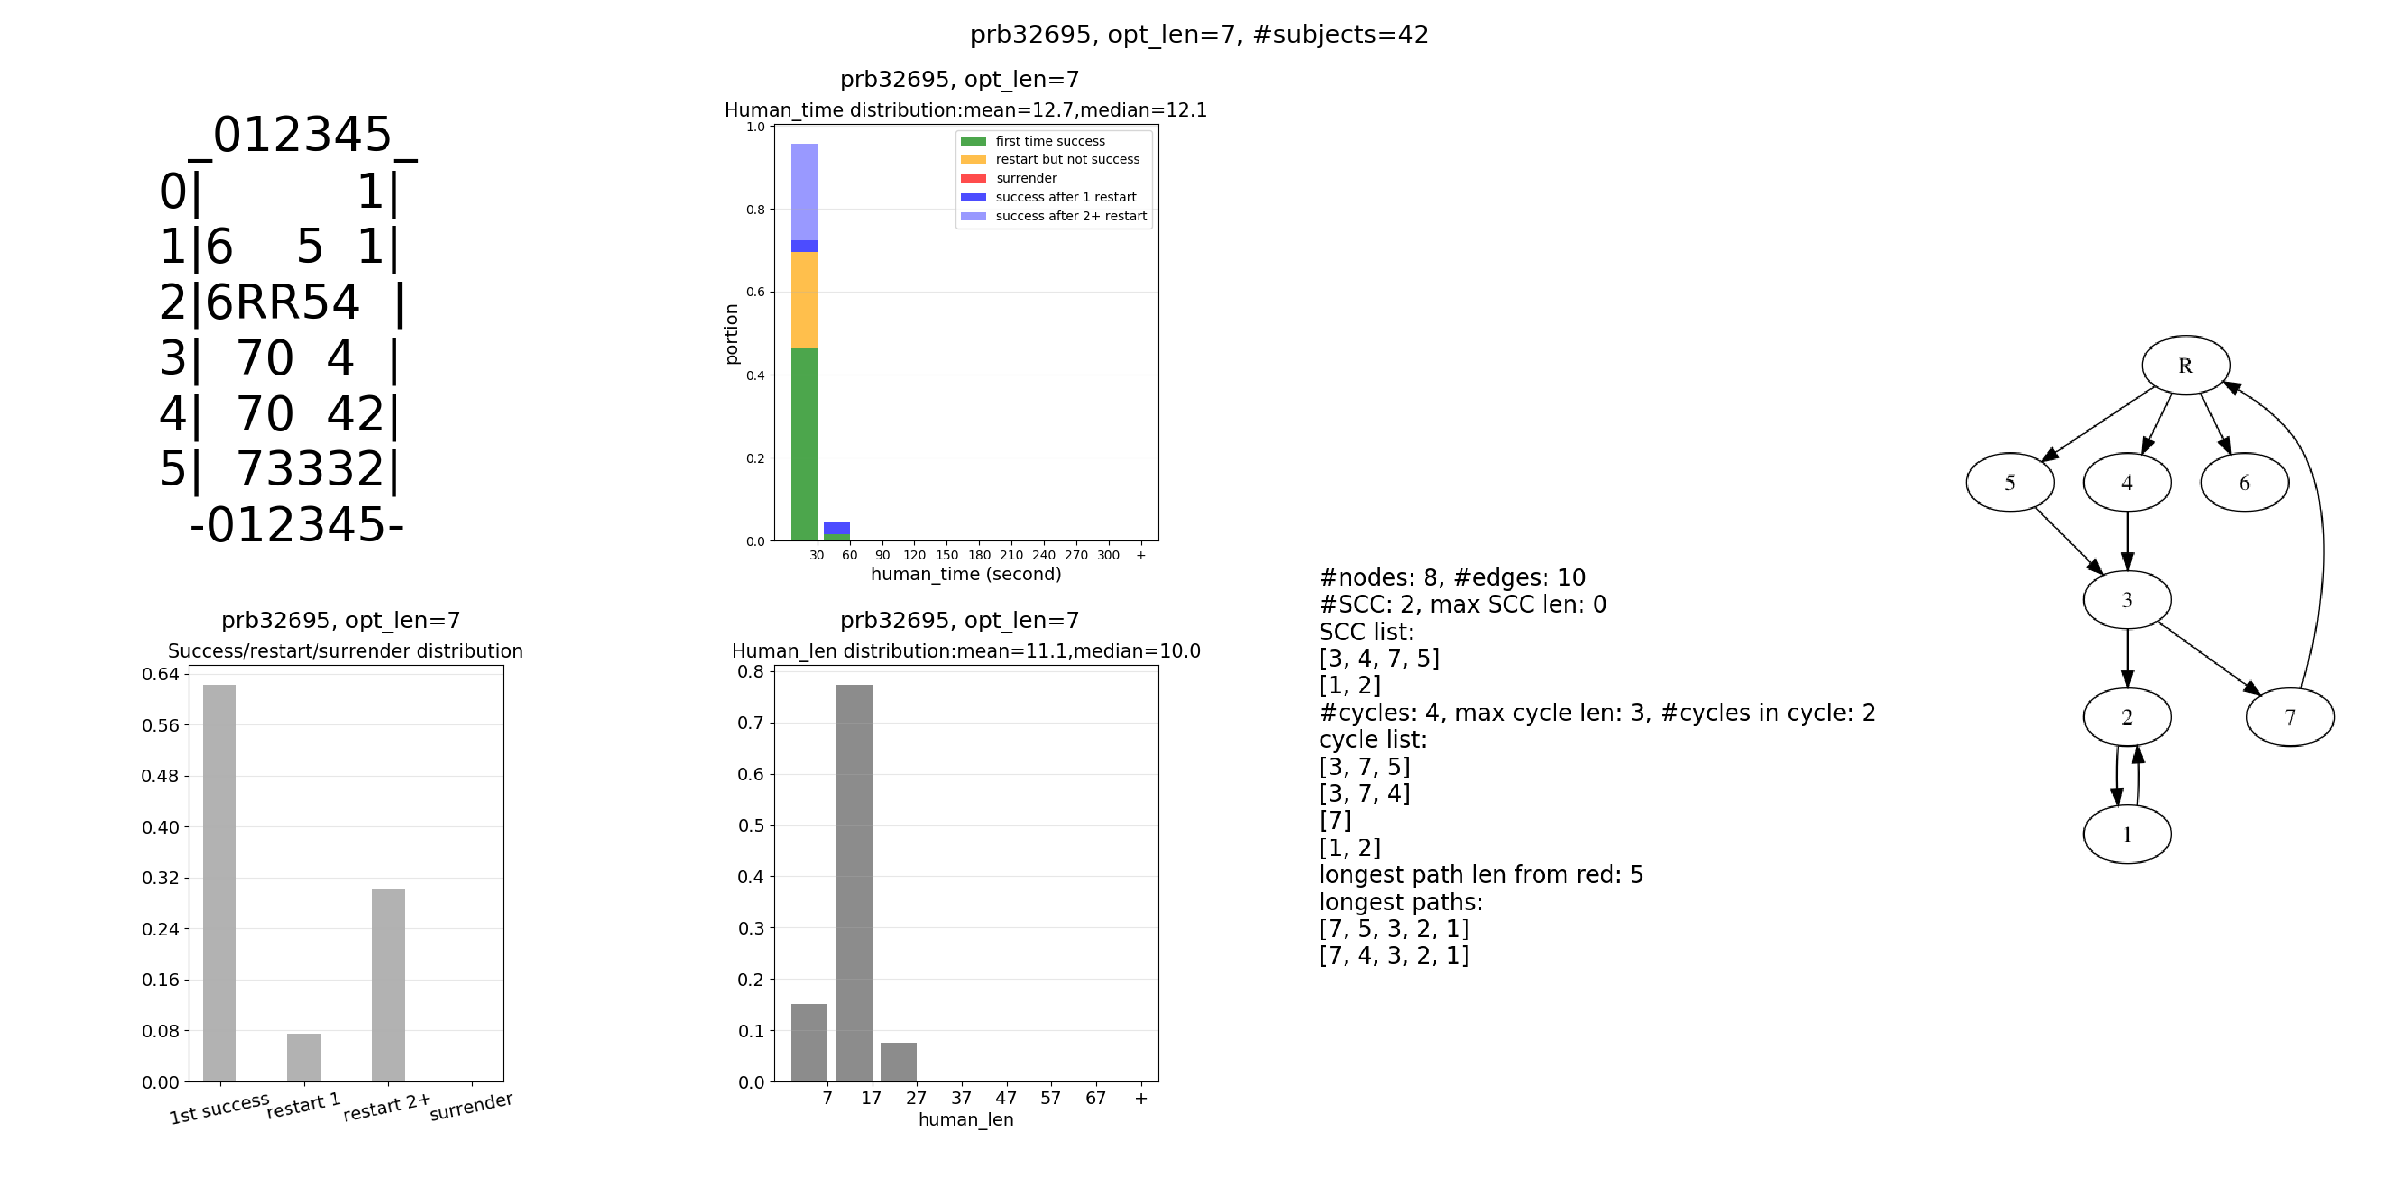 prb32695, opt_len=7, #subjects=42
_012345_
0|     1|
1|6  5 1|
2|6RR54 |
3| 70 4 |
4| 70 42|
5| 73332|
-012345-
prb32695, opt_len=7
Human_time distribution:mean=12.7,median=12.1
1.0
0.8
0.6
0.4
0.2
0.0
portion
first time success
restart but not success
surrender
success after 1 restart
success after 2+ restart
30 60 90 120 150 180 210 240 270 300 +
human_time (second)
prb32695, opt_len=7
Success/restart/surrender distribution
0.64
0.56
0.48
0.40
0.32
0.24
0.16
0.08
0.00
1st success restart 1 restart 2+ surrender
prb32695, opt_len=7
Human_len distribution:mean=11.1,median=10.0
0.8
0.7
0.6
0.5
0.4
0.3
0.2
0.1
0.0
7 17 27 37 47 57 67 +
human_len
#nodes: 8, #edges: 10
#SCC: 2, max SCC len: 0
SCC list:
[3, 4, 7, 5]
[1, 2]
#cycles: 4, max cycle len: 3, #cycles in cycle: 2
cycle list:
[3, 7, 5]
[3, 7, 4]
[7]
[1, 2]
longest path len from red: 5
longest paths:
[7, 5, 3, 2, 1]
[7, 4, 3, 2, 1]
R
5 4 6
3
2 7
1